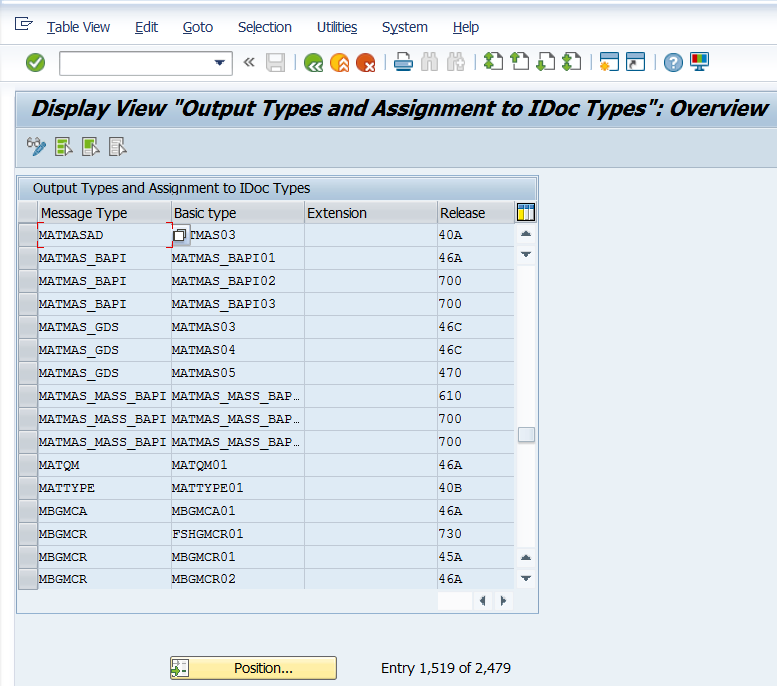 Table View Edit Goto Selection Utilities System Help
Display View "Output Types and Assignment to IDoc Types": Overview
Output Types and Assignment to IDoc Types
Message Type Basic type Extension Release
MATMASAD TMAS03 40A
MATMAS_BAPI MATMAS_BAPI01 46A
MATMAS_BAPI MATMAS_BAPI02 700
MATMAS_BAPI MATMAS_BAPI03 700
MATMAS_GDS MATMAS03 46C
MATMAS_GDS MATMAS04 46C
MATMAS_GDS MATMAS05 470
MATMAS_MASS_BAPI MATMAS_MASS_BAP… 610
MATMAS_MASS_BAPI MATMAS_MASS_BAP… 700
MATMAS_MASS_BAPI MATMAS_MASS_BAP… 700
MATQM MATQM01 46A
MATTYPE MATTYPE01 40B
MBGMCA MBGMCA01 46A
MBGMCR FSHGMCR01 730
MBGMCR MBGMCR01 45A
MBGMCR MBGMCR02 46A
Position... Entry 1,519 of 2,479